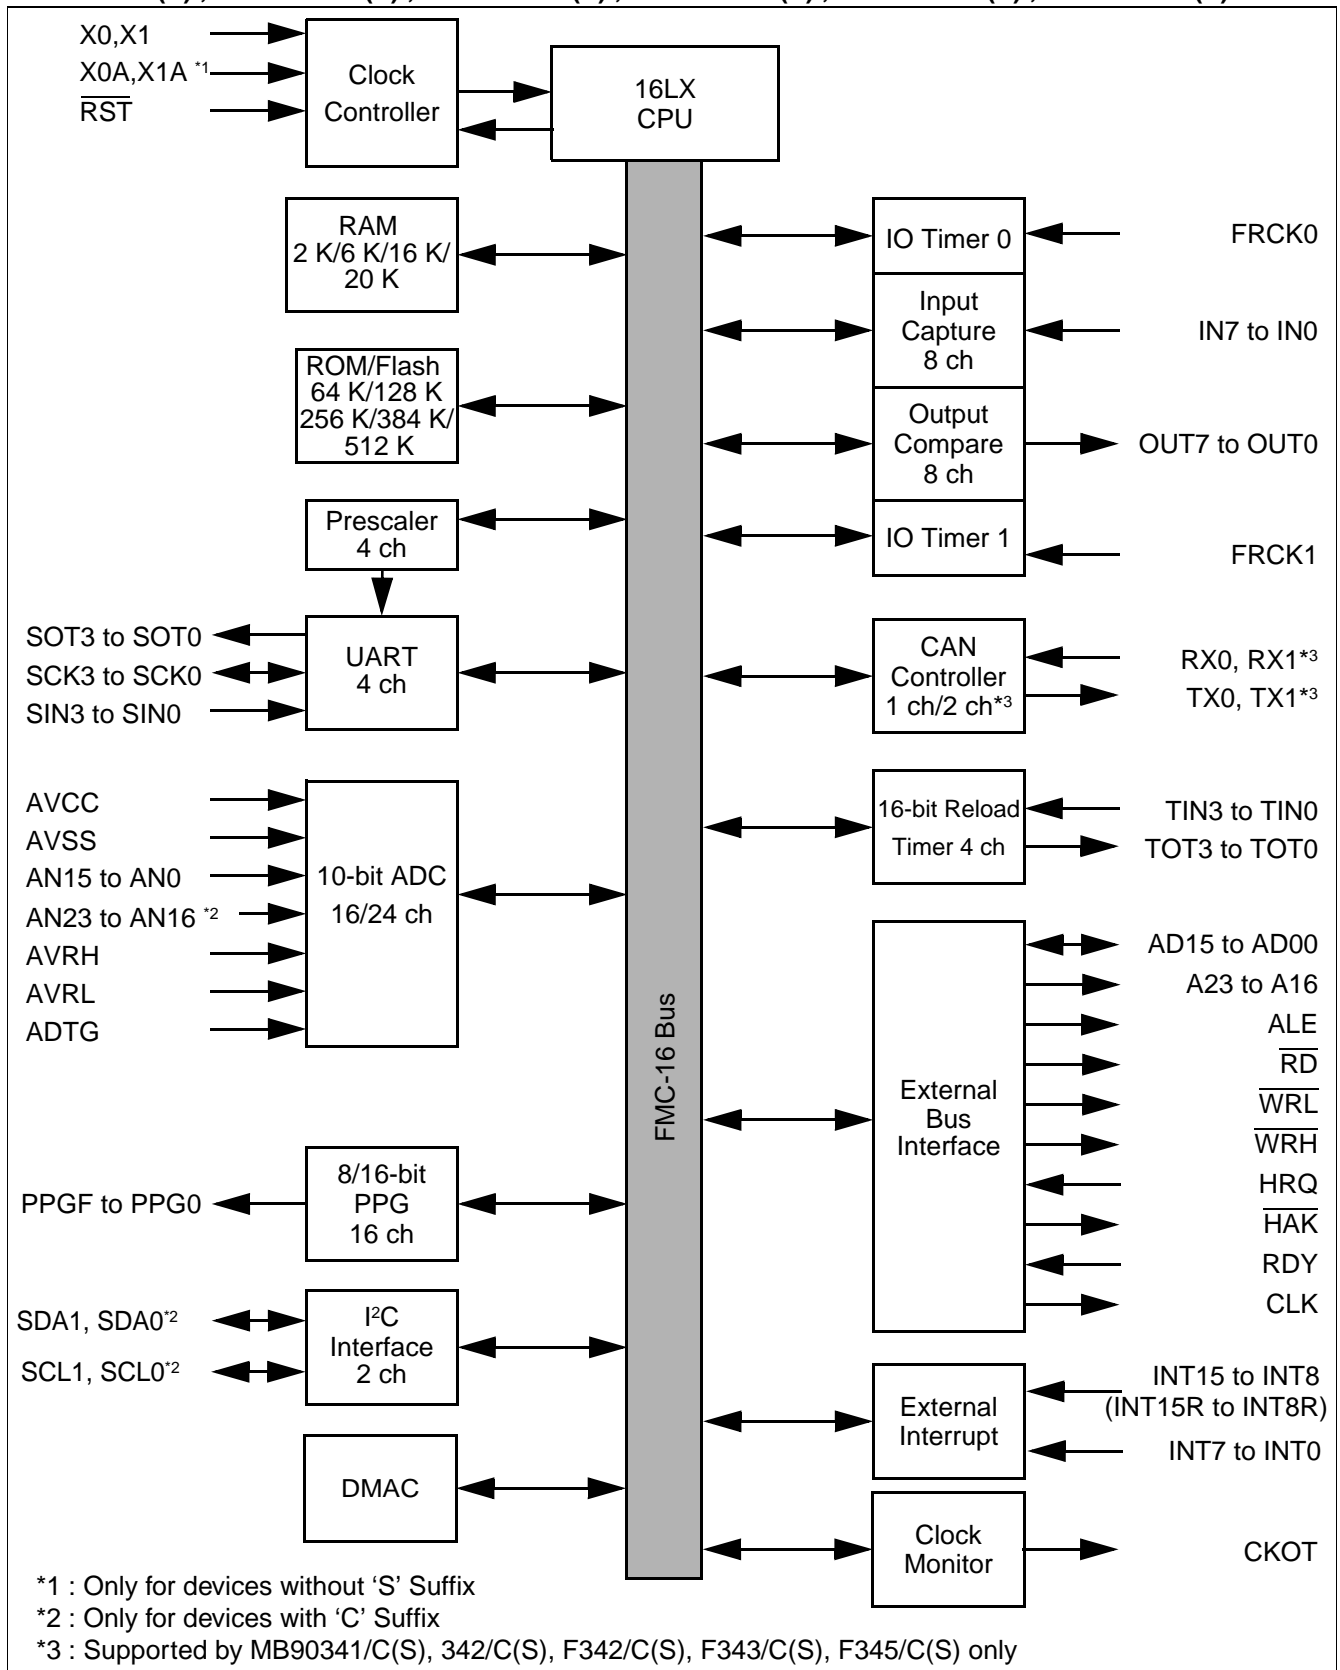 X0,X1
X0A,X1A *1
RST
Clock
Controller
16LX
CPU
RAM
2 K/6 K/16 K/
20 K
ROM/Flash
64 K/128 K
256 K/384 K/
512 K
Prescaler
4 ch
SOT3 to SOT0
SCK3 to SCK0
SIN3 to SIN0
UART
4 ch
AVCC
AVSS
AN15 to AN0
AN23 to AN16 *2
AVRH
AVRL
ADTG
10-bit ADC
16/24 ch
PPGF to PPG0
8/16-bit
PPG
16 ch
SDA1, SDA0*2
SCL1, SCL0*2
I²C
Interface
2 ch
DMAC
FMC-16 Bus
IO Timer 0
FRCK0
Input
Capture
8 ch
IN7 to IN0
Output
Compare
8 ch
OUT7 to OUT0
IO Timer 1
FRCK1
CAN
Controller
1 ch/2 ch*3
RX0, RX1*3
TX0, TX1*3
16-bit Reload
Timer 4 ch
TIN3 to TIN0
TOT3 to TOT0
External
Bus
Interface
AD15 to AD00
A23 to A16
ALE
RD
WRL
WRH
HRQ
HAK
RDY
CLK
External
Interrupt
INT15 to INT8
(INT15R to INT8R)
INT7 to INT0
Clock
Monitor
CKOT
*1 : Only for devices without ‘S’ Suffix
*2 : Only for devices with ‘C’ Suffix
*3 : Supported by MB90341/C(S), 342/C(S), F342/C(S), F343/C(S), F345/C(S) only